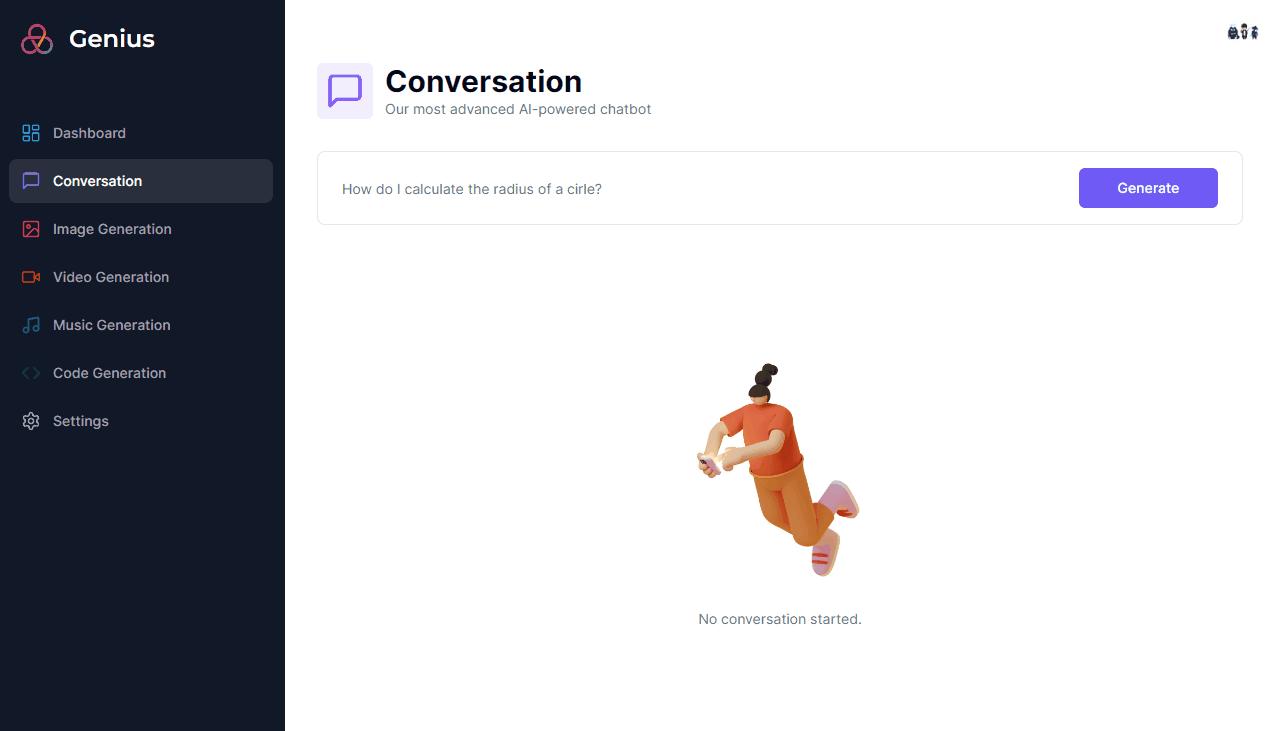 Genius
Dashboard
Conversation
Image Generation
Video Generation
Music Generation
Code Generation
Settings
Conversation
Our most advanced AI-powered chatbot
How do I calculate the radius of a cirle?
Generate
No conversation started.